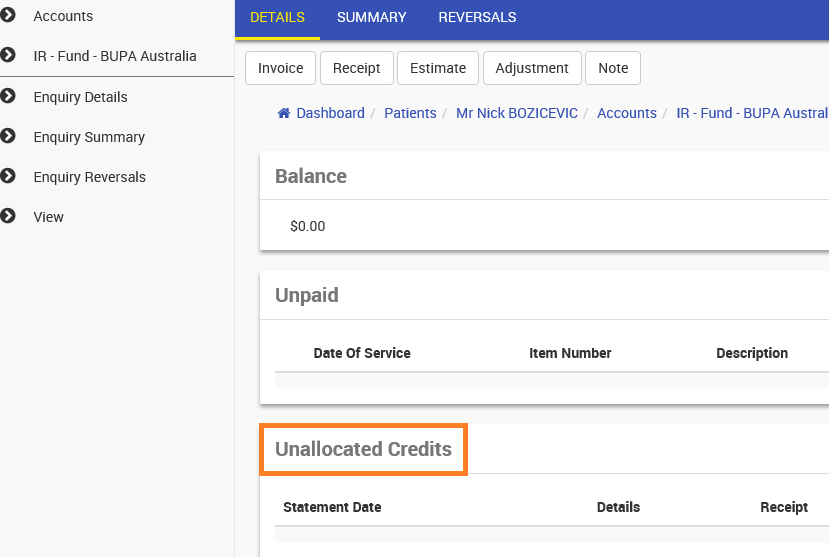 Accounts
IR - Fund - BUPA Australia
Enquiry Details
Enquiry Summary
Enquiry Reversals
View
DETAILS SUMMARY REVERSALS
Invoice Receipt Estimate Adjustment Note
Dashboard / Patients / Mr Nick BOZICEVIC / Accounts / IR - Fund - BUPA Austral
Balance
$0.00
Unpaid
Date Of Service Item Number Description
Unallocated Credits
Statement Date Details Receipt